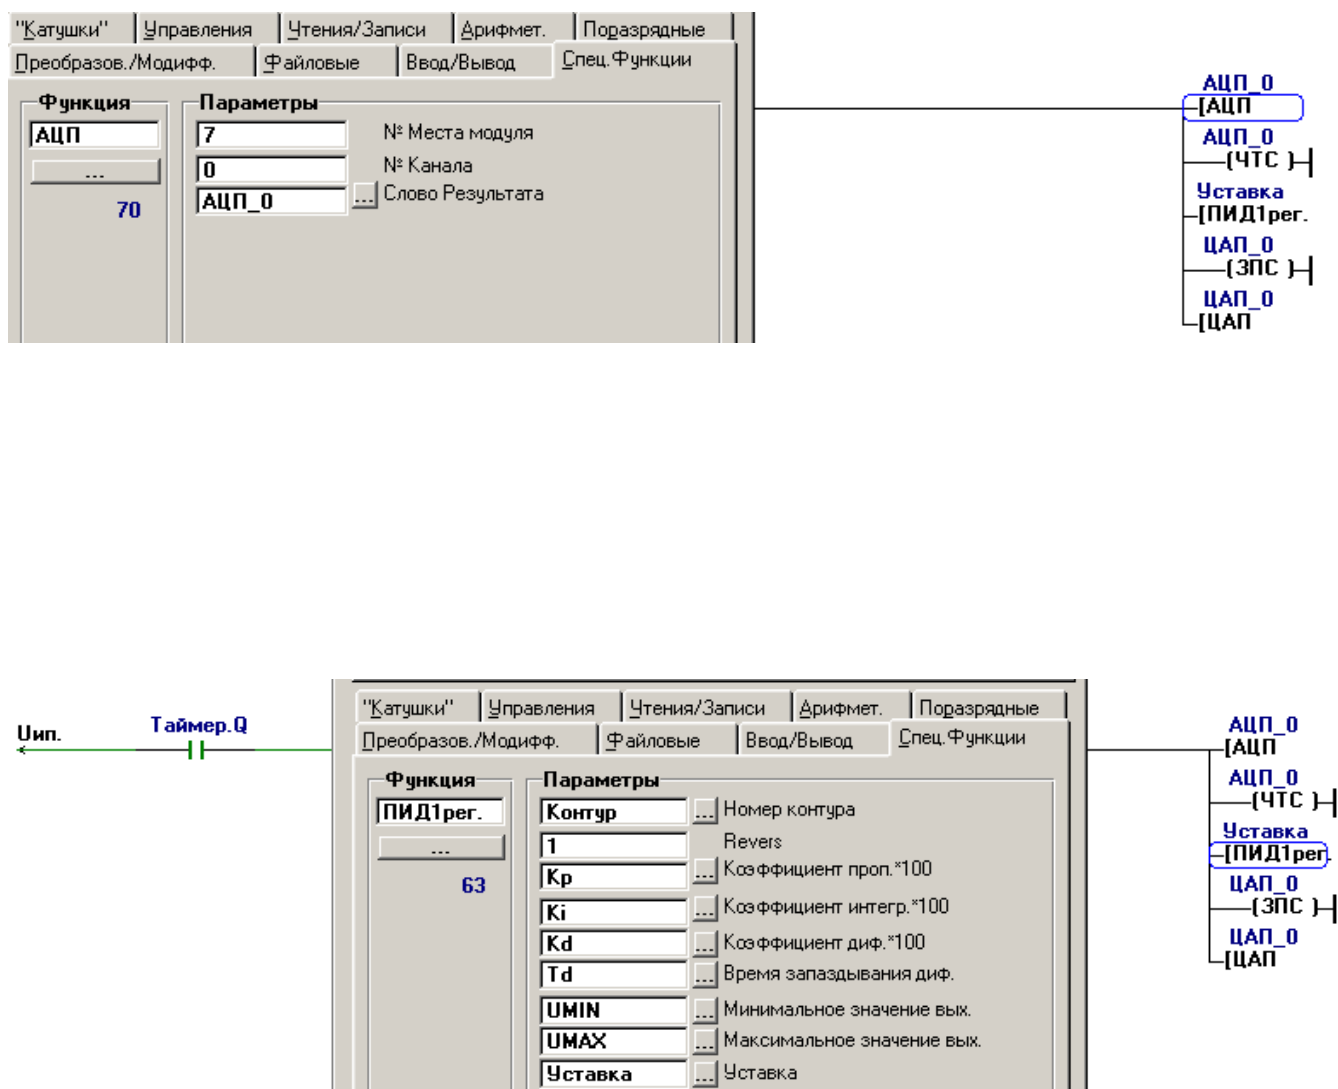 "Катушки" Управления Чтения/Записи Арифмет. Поразрядные
Преобразов./Модифф. Файловые Ввод/Вывод Спец.Функции
Функция Параметры
АЦП 7 № Места модуля
... 0 № Канала
70 АЦП_0 ... Слово Результата
АЦП_0
[АЦП
АЦП_0
(ЧТС )
Уставка
[ПИД1рег.
ЦАП_0
(ЗПС )
ЦАП_0
[ЦАП
Uип. Таймер.Q
"Катушки" Управления Чтения/Записи Арифмет. Поразрядные
Преобразов./Модифф. Файловые Ввод/Вывод Спец.Функции
Функция Параметры
ПИД1рег. Контур ... Номер контура
... 1 Revers
63 Кр ... Коэффициент проп.*100
Ki ... Коэффициент интегр.*100
Kd ... Коэффициент диф.*100
Td ... Время запаздывания диф.
UMIN ... Минимальное значение вых.
UMAX ... Максимальное значение вых.
Уставка ... Уставка
АЦП_0
[АЦП
АЦП_0
(ЧТС )
Уставка
[ПИД1рег.
ЦАП_0
(ЗПС )
ЦАП_0
[ЦАП